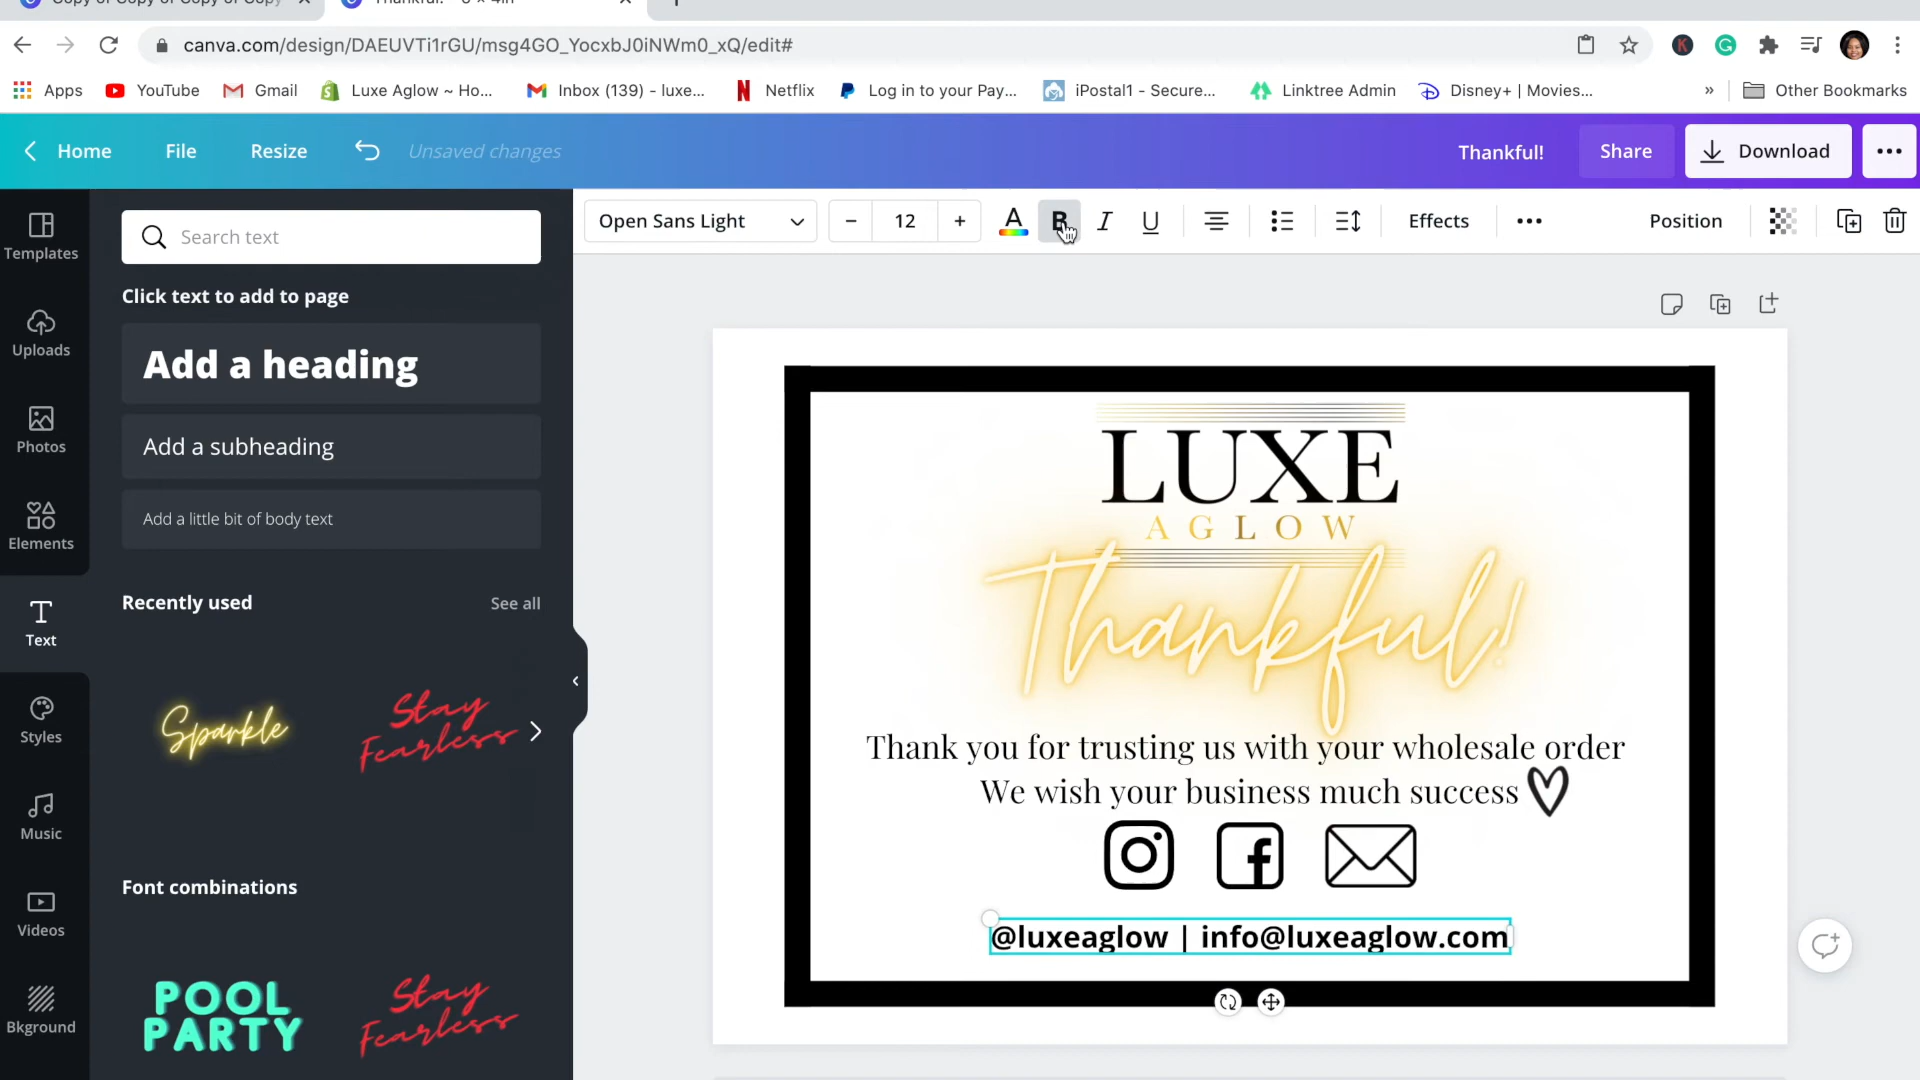 canva.com/design/DAEUVTi1rGU/msg4GO_YocxbJ0iNWm0_xQ/edit#
Apps YouTube Gmail Luxe Aglow ~ Ho... Inbox (139) - luxe... Netflix Log in to your Pay... iPostal1 - Secure... Linktree Admin Disney+ | Movies... » Other Bookmarks
Home File Resize Unsaved changes Thankful! Share Download
Open Sans Light 12 A B I U Effects Position
Templates
Uploads
Photos
Elements
Text
Styles
Music
Videos
Bkground
Search text
Click text to add to page
Add a heading
Add a subheading
Add a little bit of body text
Recently used See all
Sparkle
Stay Fearless
Font combinations
POOL PARTY
Stay Fearless
LUXE
AGLOW
Thankful!
Thank you for trusting us with your wholesale order
We wish your business much success
@luxeaglow | info@luxeaglow.com